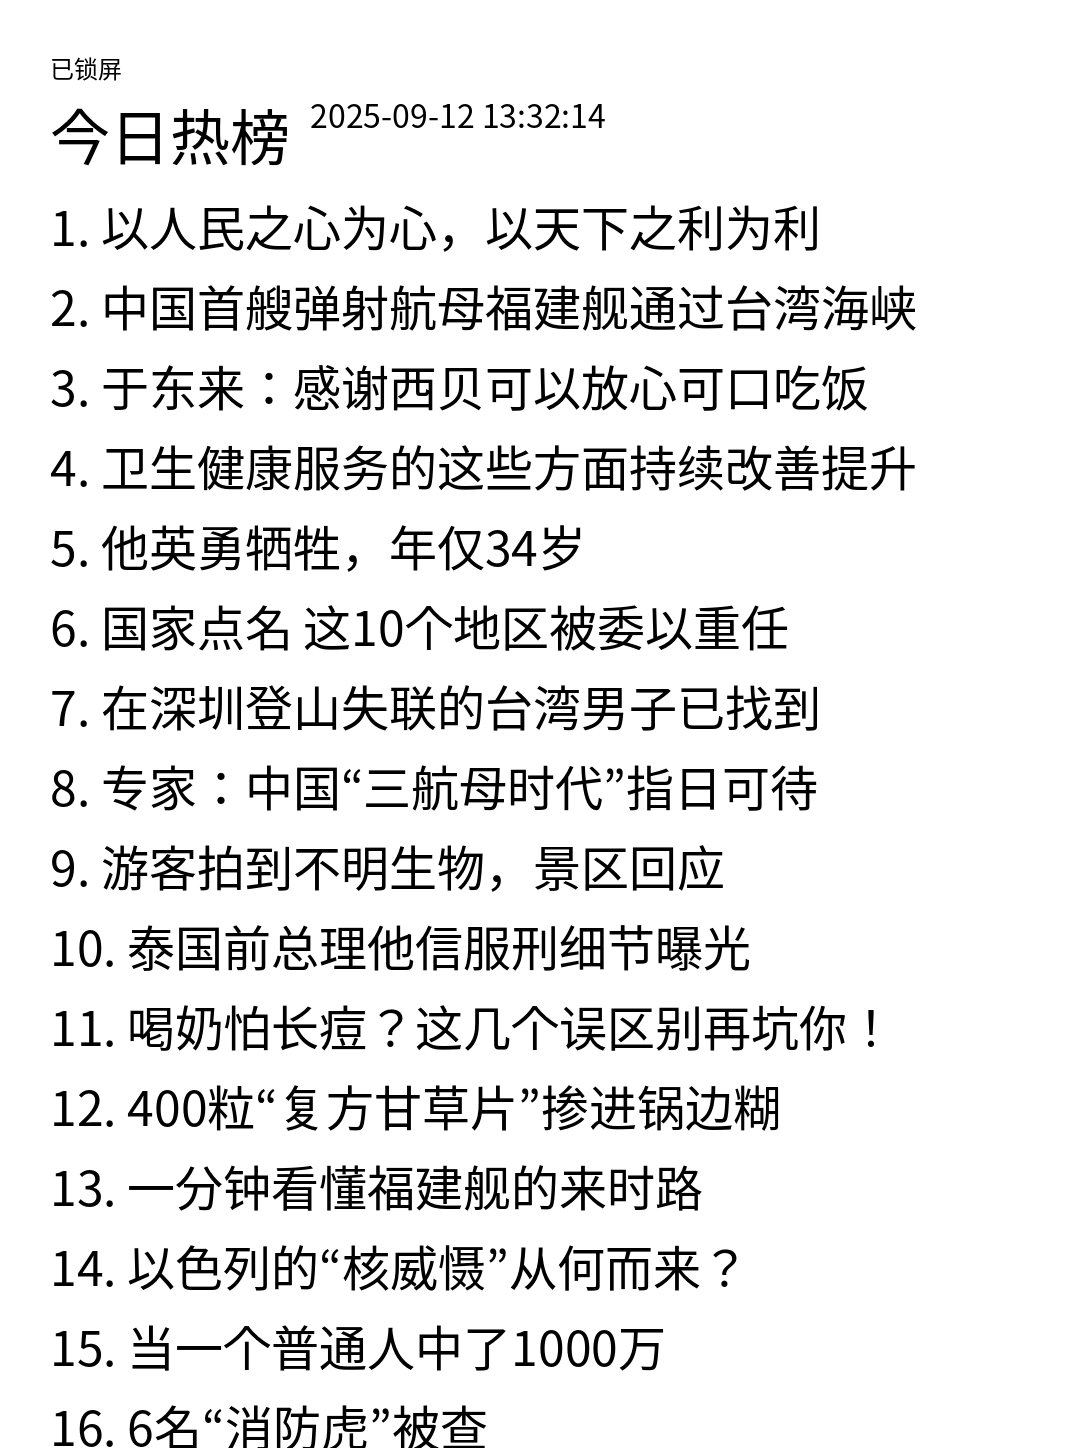 已锁屏
今日热榜 2025-09-12 13:32:14
1. 以人民之心为心，以天下之利为利
2. 中国首艘弹射航母福建舰通过台湾海峡
3. 于东来：感谢西贝可以放心可口吃饭
4. 卫生健康服务的这些方面持续改善提升
5. 他英勇牺牲，年仅34岁
6. 国家点名 这10个地区被委以重任
7. 在深圳登山失联的台湾男子已找到
8. 专家：中国“三航母时代”指日可待
9. 游客拍到不明生物，景区回应
10. 泰国前总理他信服刑细节曝光
11. 喝奶怕长痘？这几个误区别再坑你！
12. 400粒“复方甘草片”掺进锅边糊
13. 一分钟看懂福建舰的来时路
14. 以色列的“核威慑”从何而来？
15. 当一个普通人中了1000万
16. 6名“消防虎”被查